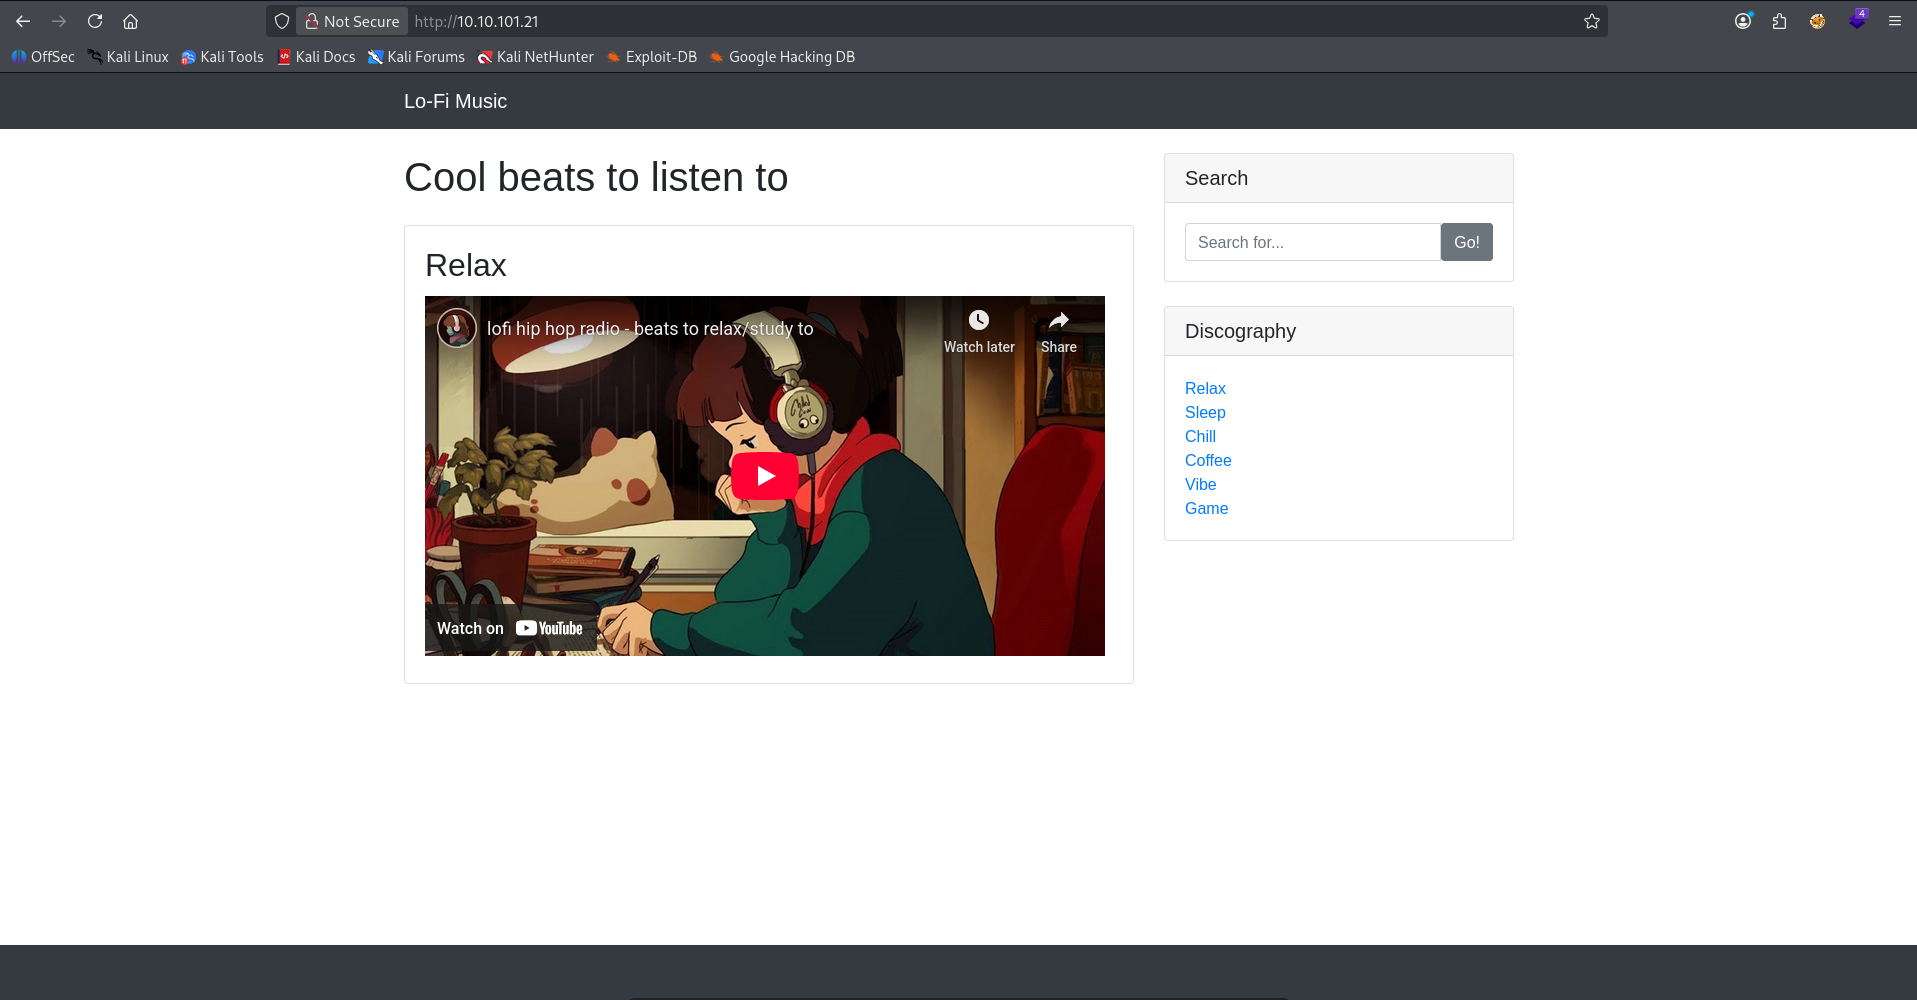 Not Secure http://10.10.101.21
4
OffSec Kali Linux Kali Tools Kali Docs Kali Forums Kali NetHunter Exploit-DB Google Hacking DB
Lo-Fi Music
Cool beats to listen to
Relax
lofi hip hop radio - beats to relax/study to
Watch later
Share
Chilled
Cow
Watch on YouTube
Search
Search for...
Go!
Discography
Relax
Sleep
Chill
Coffee
Vibe
Game